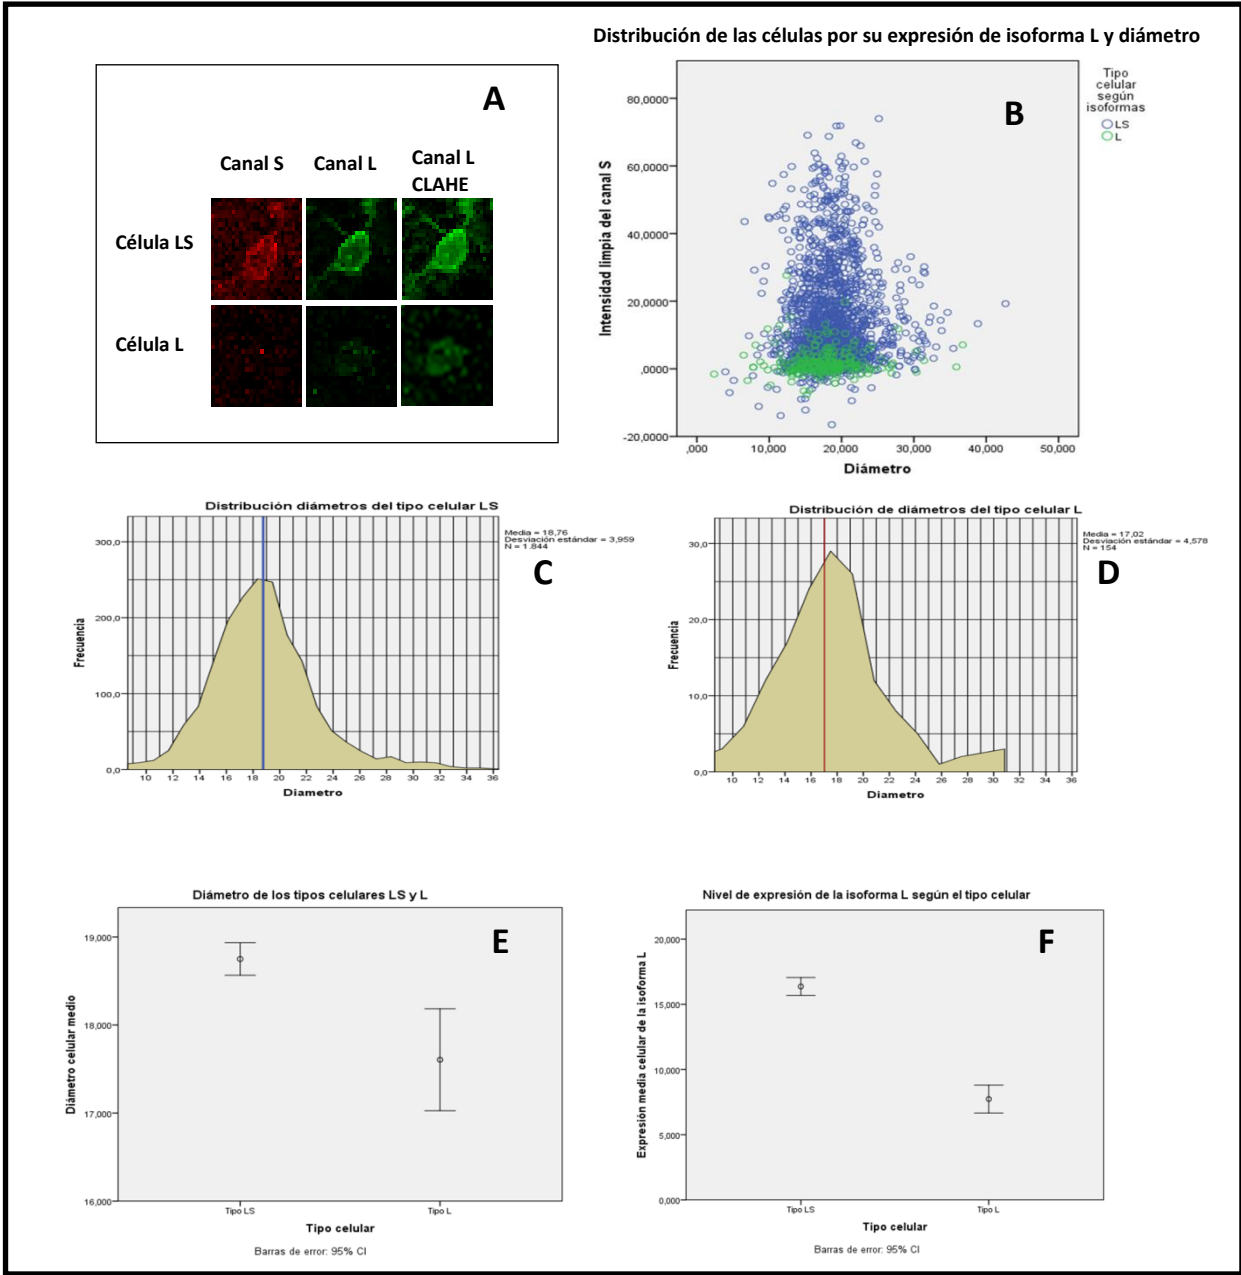 Distribución de las células por su expresión de isoforma L y diámetro
A
Canal S
Canal L
Canal L
CLAHE
Célula LS
Célula L
B
Tipo
celular
según
isoformas
LS
L
Intensidad limpia del canal S
80,0000
60,0000
40,0000
20,0000
,0000
-20,0000
,000 10,000 20,000 30,000 40,000 50,000
Diámetro
Distribución diámetros del tipo celular LS
Media = 18,76
Desviación estándar = 3,959
N = 1.844
C
Frecuencia
300,0
200,0
100,0
0,0
10 12 14 16 18 20 22 24 26 28 30 32 34 36
Diametro
Distribución de diámetros del tipo celular L
Media = 17,02
Desviación estándar = 4,578
N = 154
D
Frecuencia
30,0
20,0
10,0
0,0
10 12 14 16 18 20 22 24 26 28 30 32 34 36
Diametro
Diámetro de los tipos celulares LS y L
E
Diámetro celular medio
19,000
18,000
17,000
16,000
Tipo LS Tipo L
Tipo celular
Barras de error: 95% CI
Nivel de expresión de la isoforma L según el tipo celular
F
Expresión media celular de la isoforma L
20,000
15,000
10,000
5,000
0,000
Tipo LS Tipo L
Tipo celular
Barras de error: 95% CI